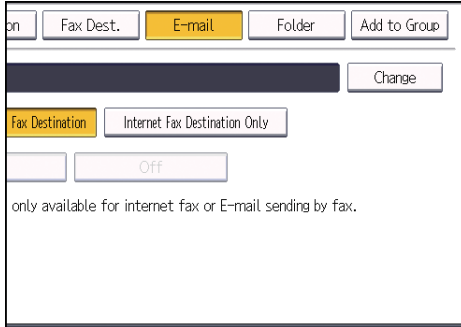 on Fax Dest. E-mail Folder Add to Group
Change
Fax Destination Internet Fax Destination Only
Off
only available for internet fax or E-mail sending by fax.